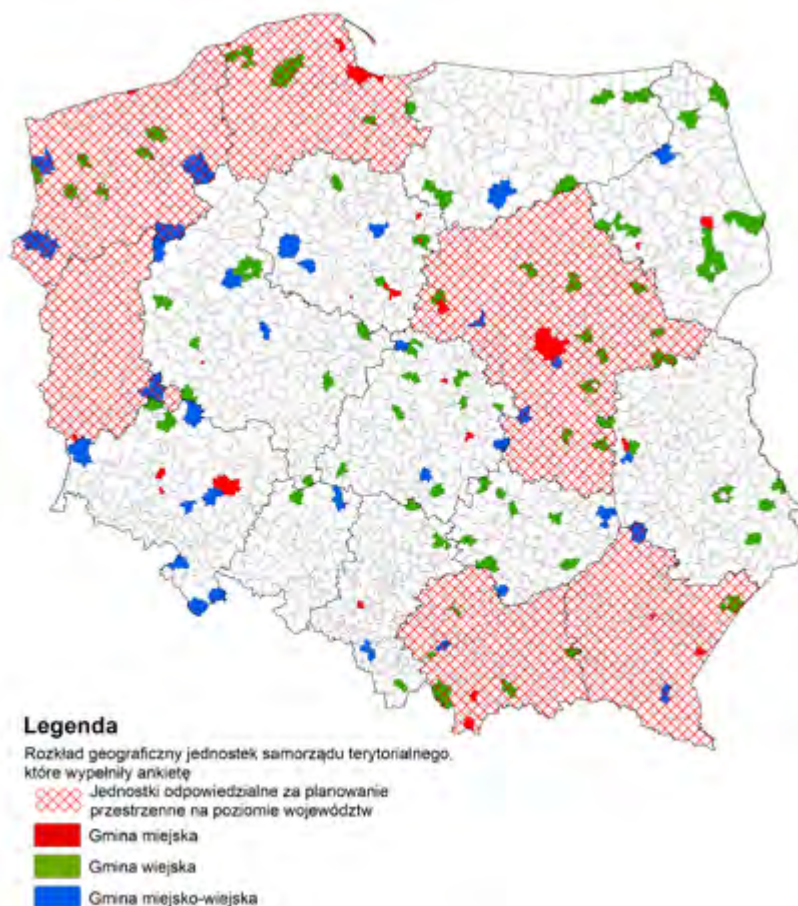 Legenda
Rozkład geograficzny jednostek samorządu terytorialnego,
które wypełniły ankietę
Jednostki odpowiedzialne za planowanie
przestrzenne na poziomie województw
Gmina miejska
Gmina wiejska
Gmina miejsko-wiejska